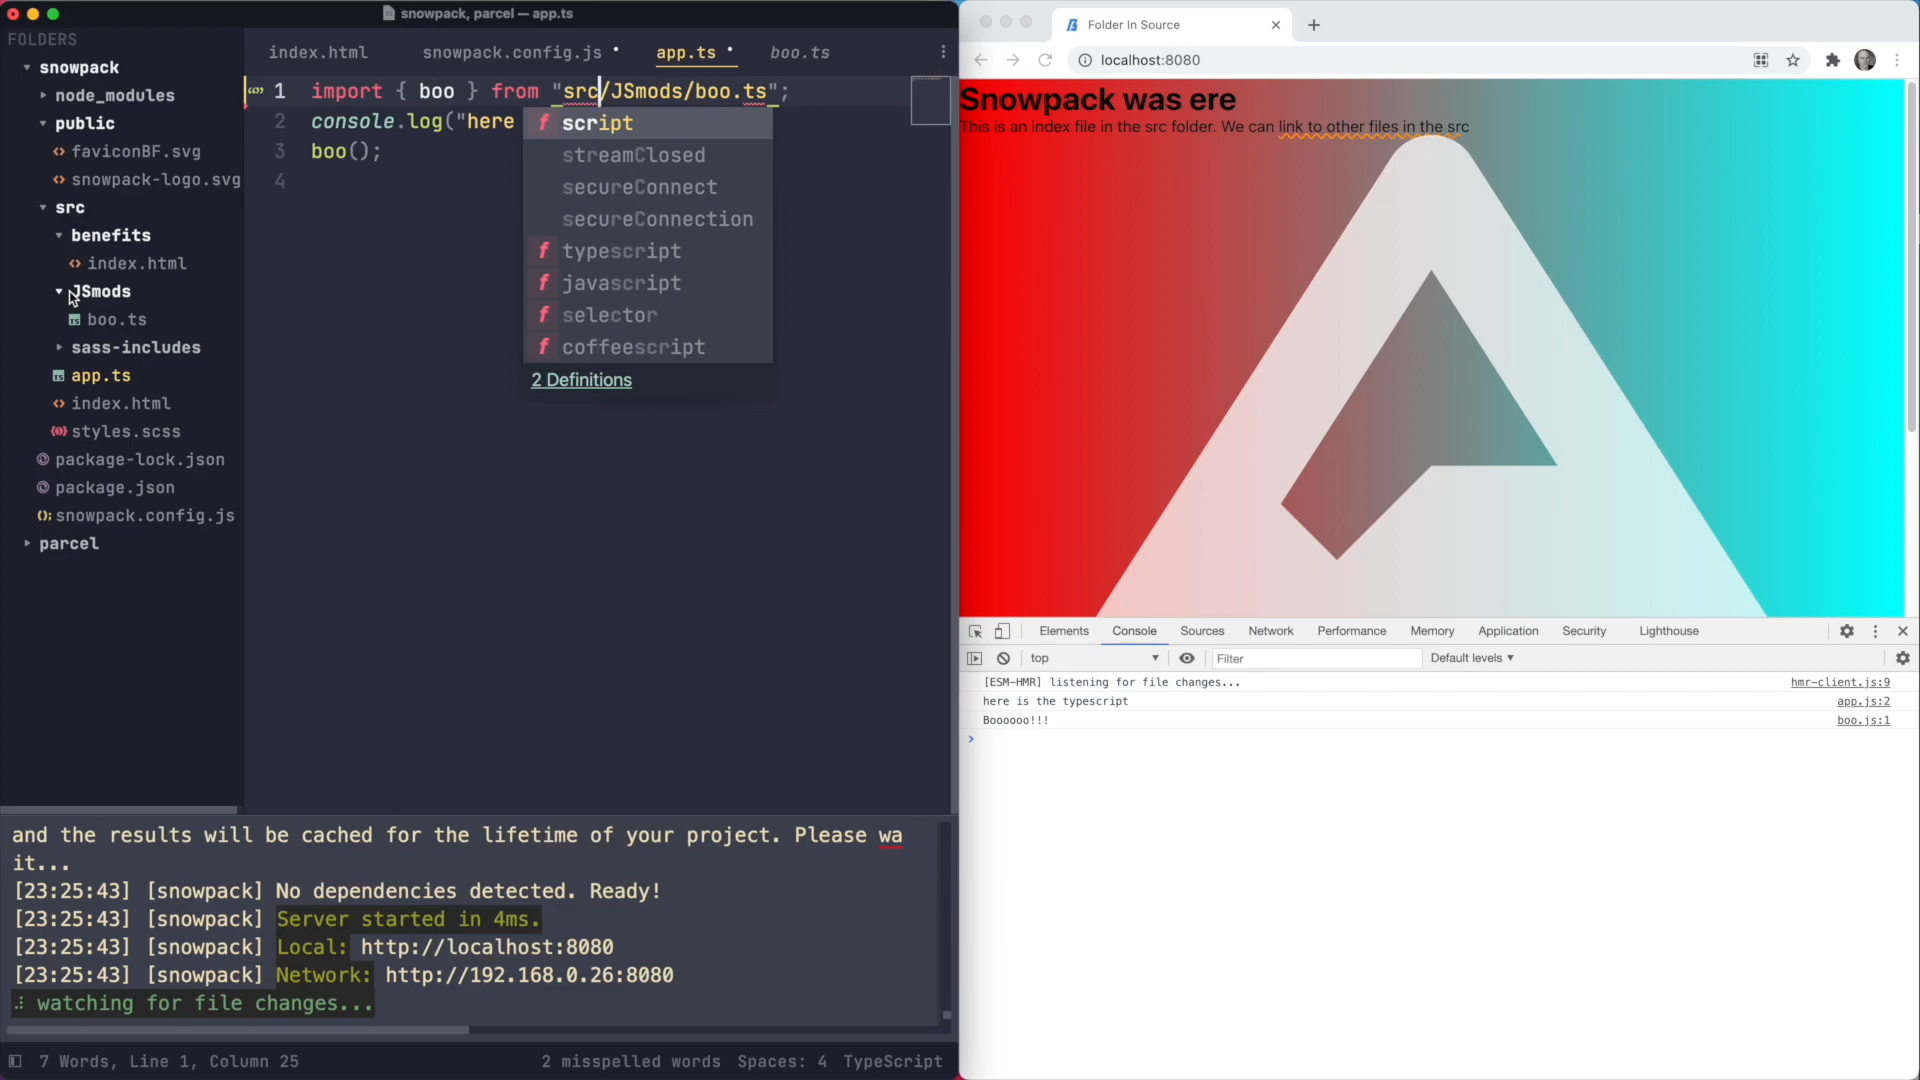 snowpack, parcel — app.ts
FOLDERS
snowpack
node_modules
public
faviconBF.svg
snowpack-logo.svg
src
benefits
index.html
JSmods
boo.ts
sass-includes
app.ts
index.html
styles.scss
package-lock.json
package.json
snowpack.config.js
parcel
index.html
snowpack.config.js
app.ts
boo.ts
1 import { boo } from "src/JSmods/boo.ts";
2 console.log("here
3 boo();
4
f script
streamClosed
secureConnect
secureConnection
f typescript
f javascript
f selector
f coffeescript
2 Definitions
and the results will be cached for the lifetime of your project. Please wa
it...
[23:25:43] [snowpack] No dependencies detected. Ready!
[23:25:43] [snowpack] Server started in 4ms.
[23:25:43] [snowpack] Local: http://localhost:8080
[23:25:43] [snowpack] Network: http://192.168.0.26:8080
watching for file changes...
7 Words, Line 1, Column 25
2 misspelled words
Spaces: 4
TypeScript
Folder In Source
localhost:8080
Snowpack was ere
This is an index file in the src folder. We can link to other files in the src
Elements
Console
Sources
Network
Performance
Memory
Application
Security
Lighthouse
top
Filter
Default levels
[ESM-HMR] listening for file changes... hmr-client.js:9
here is the typescript app.js:2
Boooooo!!! boo.js:1